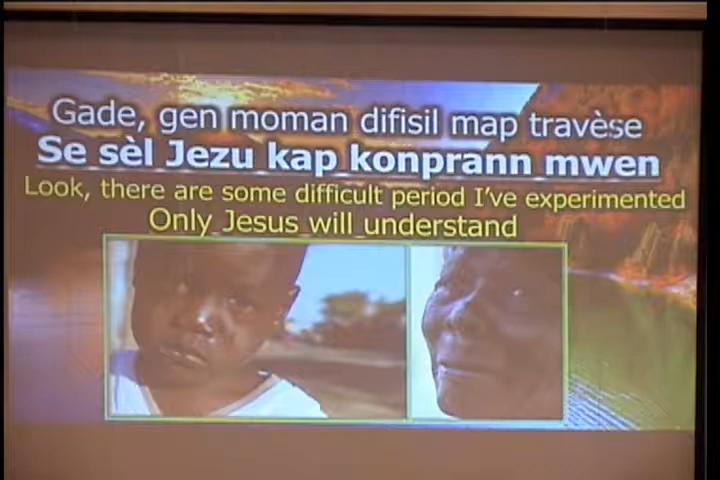 Gade, gen moman difisil map travèse
Se sèl Jezu kap konprann mwen
Look, there are some difficult period I've experimented
Only Jesus will understand